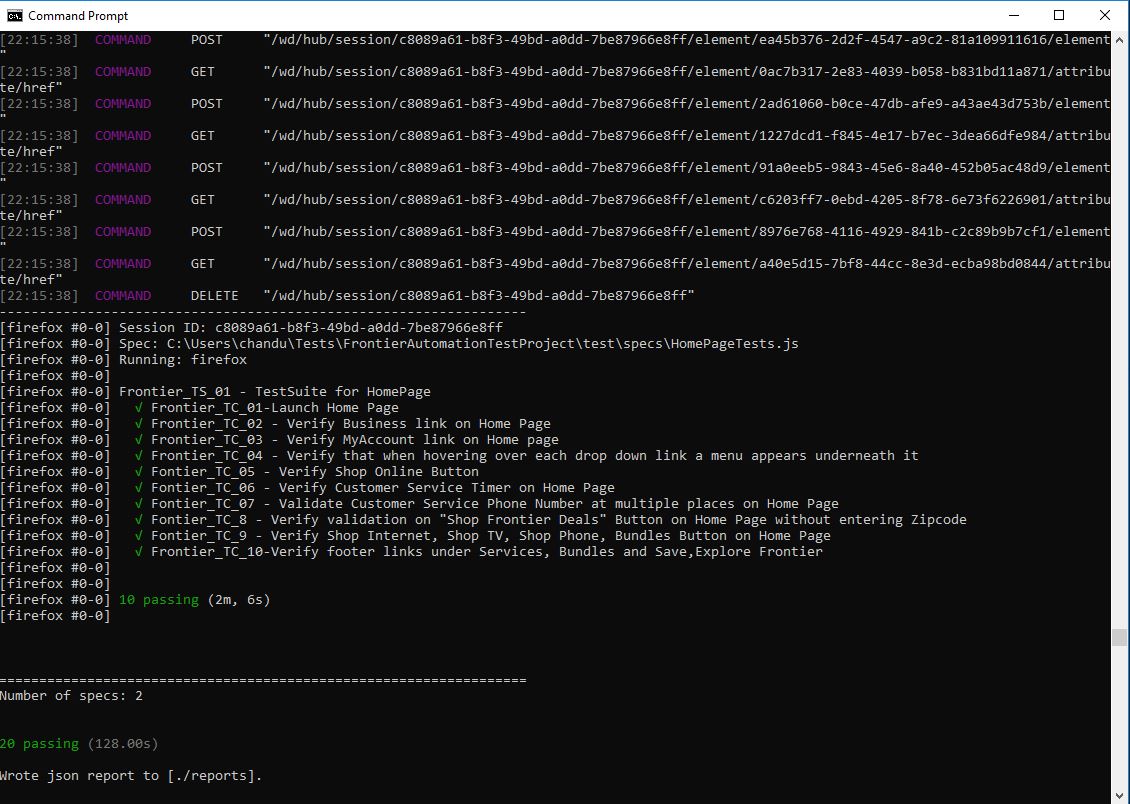 Command Prompt
[22:15:38]  COMMAND     POST     "/wd/hub/session/c8089a61-b8f3-49bd-a0dd-7be87966e8ff/element/ea45b376-2d2f-4547-a9c2-81a109911616/element
"
[22:15:38]  COMMAND     GET      "/wd/hub/session/c8089a61-b8f3-49bd-a0dd-7be87966e8ff/element/0ac7b317-2e83-4039-b058-b831bd11a871/attribu
te/href"
[22:15:38]  COMMAND     POST     "/wd/hub/session/c8089a61-b8f3-49bd-a0dd-7be87966e8ff/element/2ad61060-b0ce-47db-afe9-a43ae43d753b/element
"
[22:15:38]  COMMAND     GET      "/wd/hub/session/c8089a61-b8f3-49bd-a0dd-7be87966e8ff/element/1227dcd1-f845-4e17-b7ec-3dea66dfe984/attribu
te/href"
[22:15:38]  COMMAND     POST     "/wd/hub/session/c8089a61-b8f3-49bd-a0dd-7be87966e8ff/element/91a0eeb5-9843-45e6-8a40-452b05ac48d9/element
"
[22:15:38]  COMMAND     GET      "/wd/hub/session/c8089a61-b8f3-49bd-a0dd-7be87966e8ff/element/c6203ff7-0ebd-4205-8f78-6e73f6226901/attribu
te/href"
[22:15:38]  COMMAND     POST     "/wd/hub/session/c8089a61-b8f3-49bd-a0dd-7be87966e8ff/element/8976e768-4116-4929-841b-c2c89b9b7cf1/element
"
[22:15:38]  COMMAND     GET      "/wd/hub/session/c8089a61-b8f3-49bd-a0dd-7be87966e8ff/element/a40e5d15-7bf8-44cc-8e3d-ecba98bd0844/attribu
te/href"
[22:15:38]  COMMAND     DELETE   "/wd/hub/session/c8089a61-b8f3-49bd-a0dd-7be87966e8ff"
------------------------------------------------------------------
[firefox #0-0] Session ID: c8089a61-b8f3-49bd-a0dd-7be87966e8ff
[firefox #0-0] Spec: C:\Users\chandu\Tests\FrontierAutomationTestProject\test\specs\HomePageTests.js
[firefox #0-0] Running: firefox
[firefox #0-0]
[firefox #0-0] Frontier_TS_01 - TestSuite for HomePage
[firefox #0-0]   √ Frontier_TC_01-Launch Home Page
[firefox #0-0]   √ Frontier_TC_02 - Verify Business link on Home Page
[firefox #0-0]   √ Frontier_TC_03 - Verify MyAccount link on Home page
[firefox #0-0]   √ Frontier_TC_04 - Verify that when hovering over each drop down link a menu appears underneath it
[firefox #0-0]   √ Fontier_TC_05 - Verify Shop Online Button
[firefox #0-0]   √ Fontier_TC_06 - Verify Customer Service Timer on Home Page
[firefox #0-0]   √ Fontier_TC_07 - Validate Customer Service Phone Number at multiple places on Home Page
[firefox #0-0]   √ Fontier_TC_8 - Verify validation on "Shop Frontier Deals" Button on Home Page without entering Zipcode
[firefox #0-0]   √ Fontier_TC_9 - Verify Shop Internet, Shop TV, Shop Phone, Bundles Button on Home Page
[firefox #0-0]   √ Frontier_TC_10-Verify footer links under Services, Bundles and Save,Explore Frontier
[firefox #0-0]
[firefox #0-0]
[firefox #0-0] 10 passing (2m, 6s)
[firefox #0-0]
==================================================================
Number of specs: 2
20 passing (128.00s)
Wrote json report to [./reports].